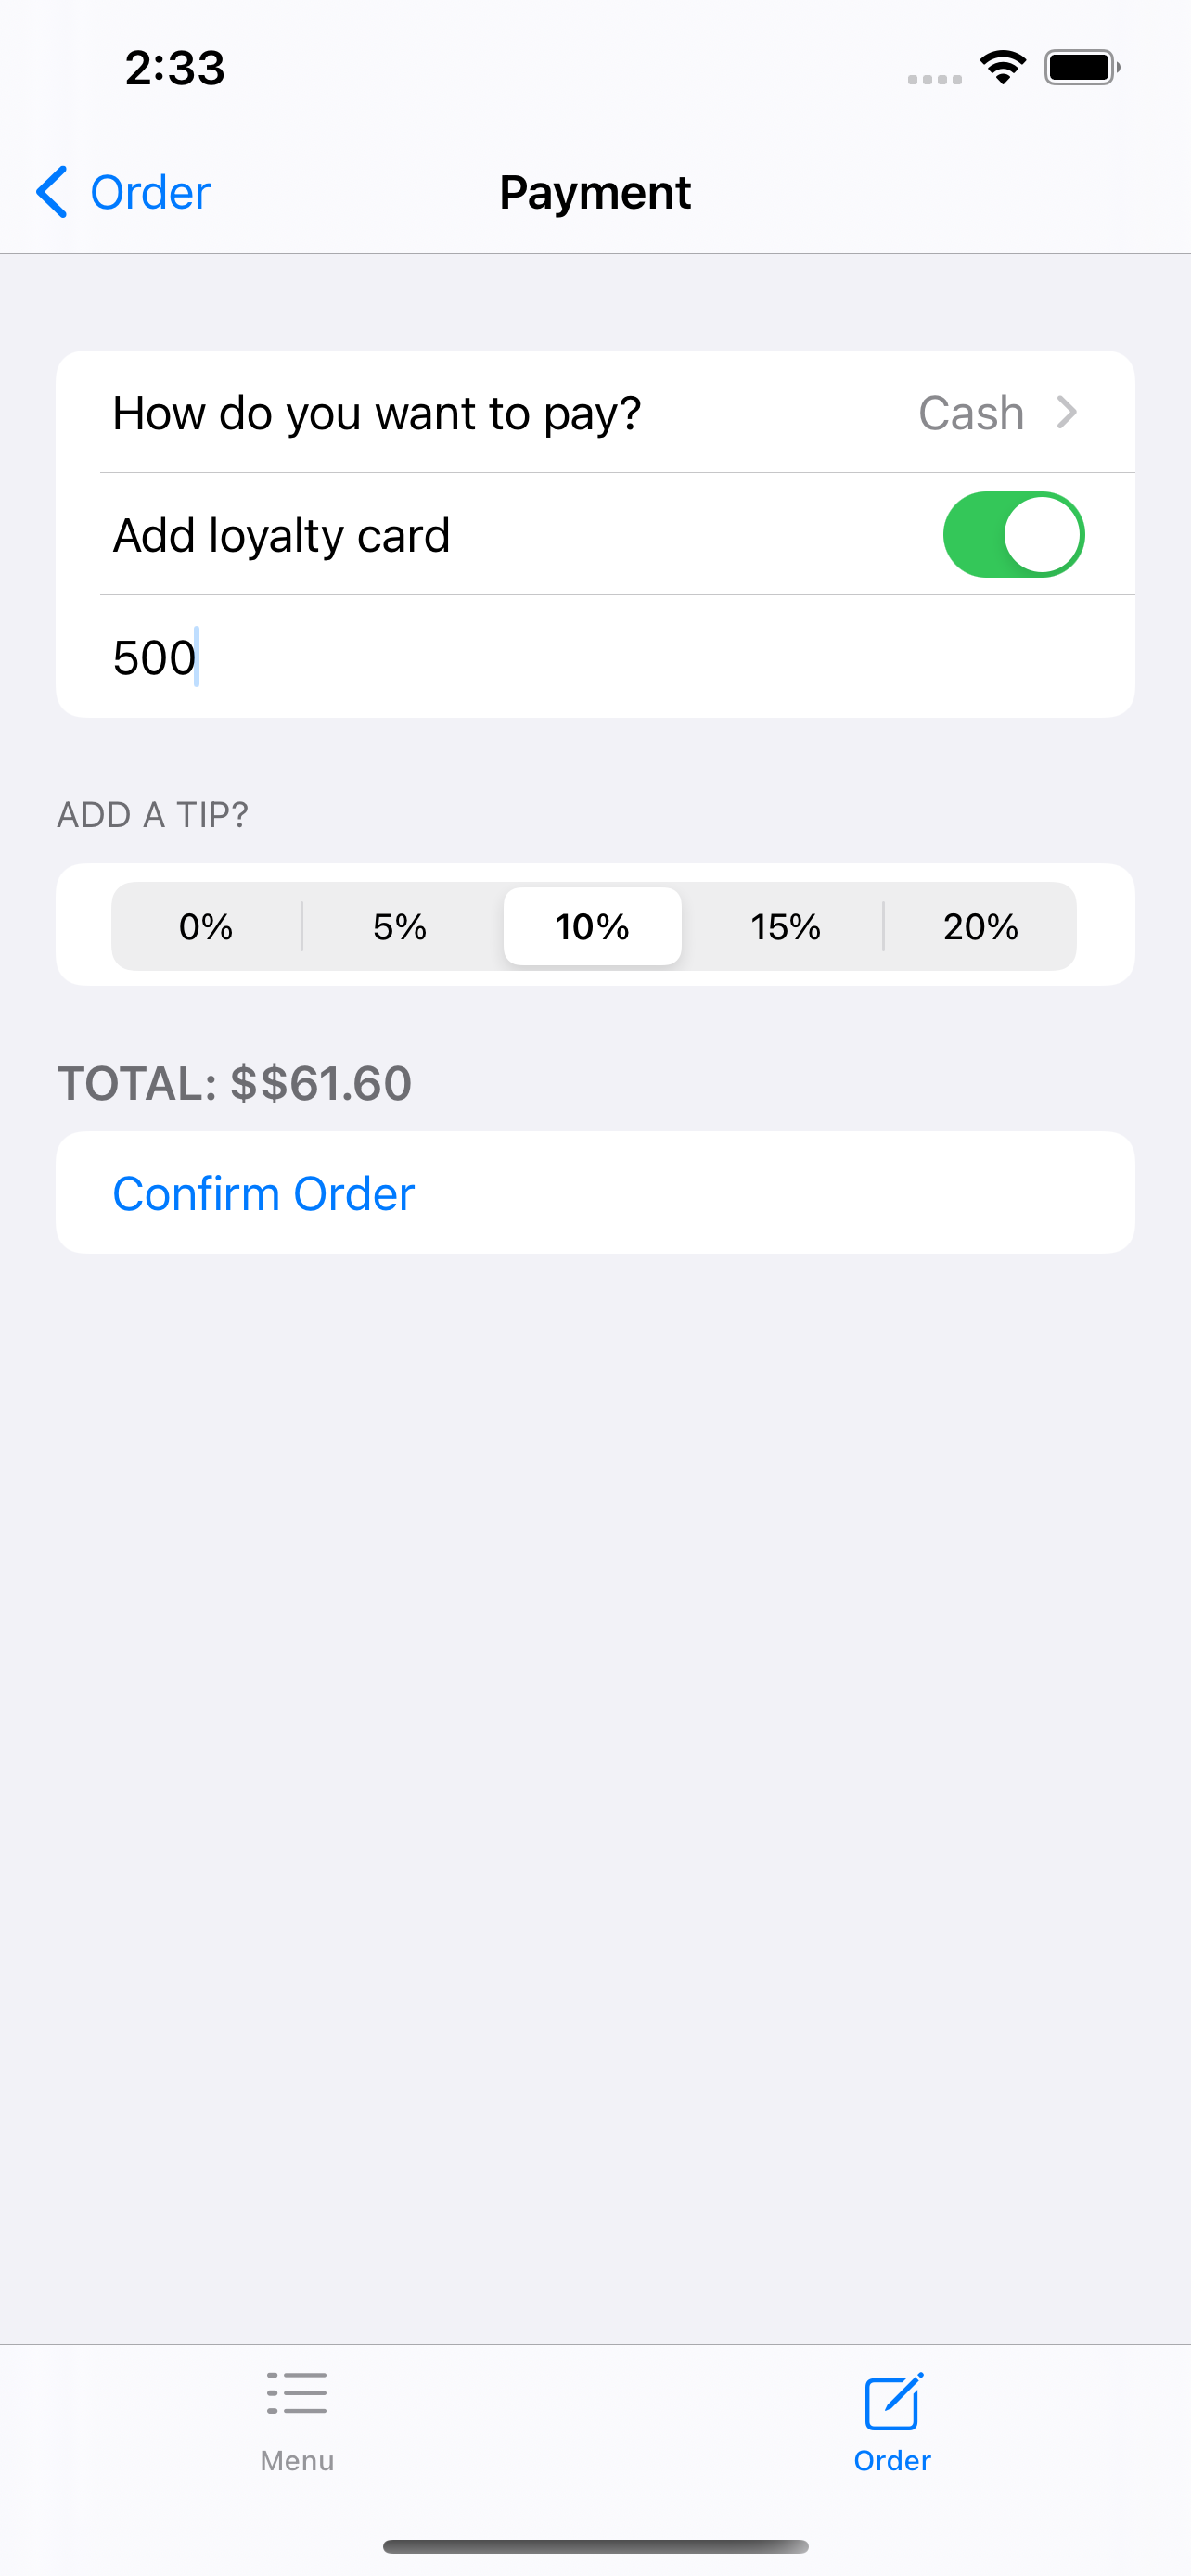 2:33
Order
Payment
How do you want to pay? Cash
Add loyalty card
500
ADD A TIP?
0% 5% 10% 15% 20%
TOTAL: $$61.60
Confirm Order
Menu Order